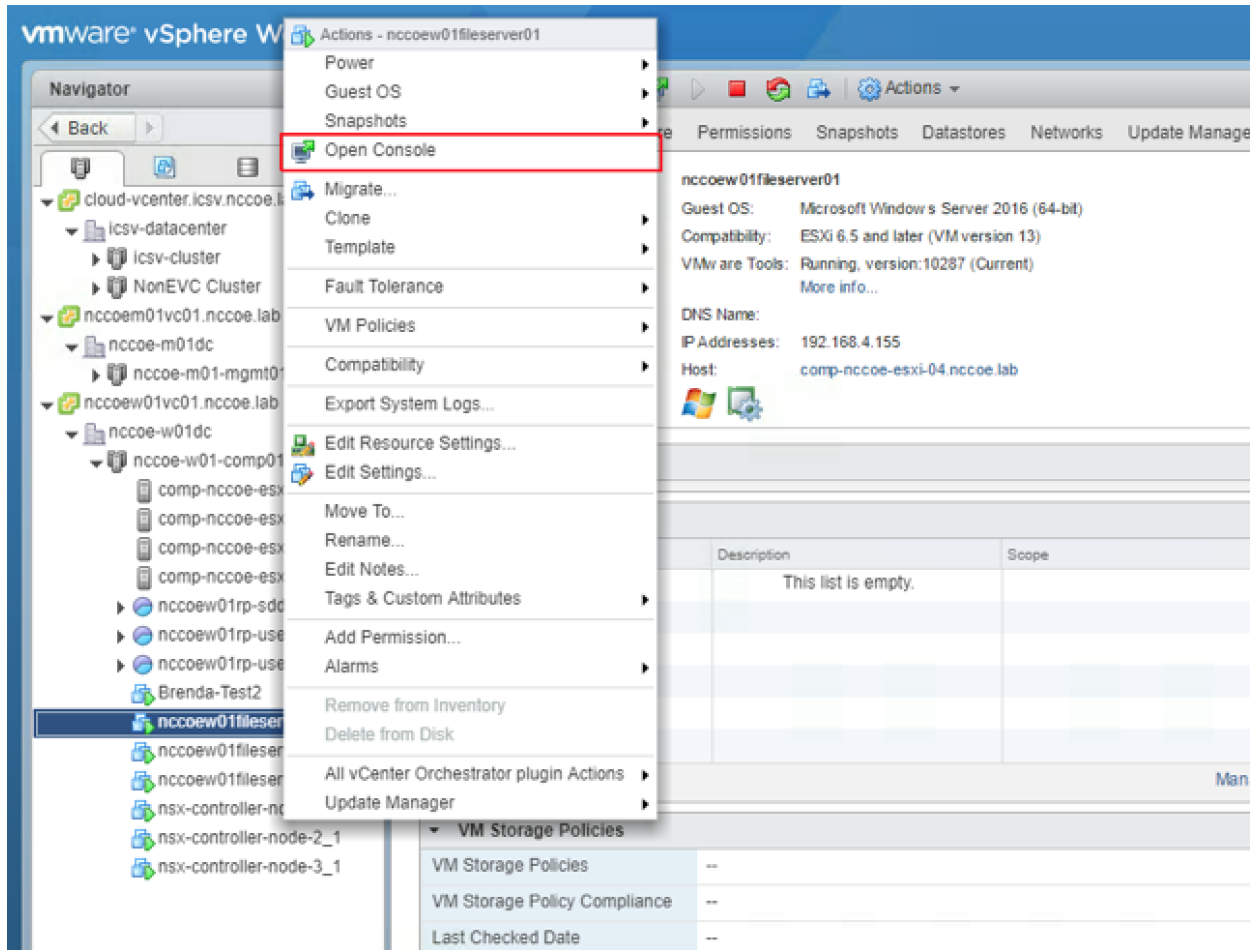 vmware® vSphere W
Navigator
Back
cloud-vcenter.icsv.nccoe.l
icsv-datacenter
icsv-cluster
NonEVC Cluster
nccoem01vc01.nccoe.lab
nccoe-m01dc
nccoe-m01-mgmt01
nccoew01vc01.nccoe.lab
nccoe-w01dc
nccoe-w01-comp01
comp-nccoe-esx
comp-nccoe-esx
comp-nccoe-esx
comp-nccoe-esx
nccoew01rp-sdd
nccoew01rp-use
nccoew01rp-use
Brenda-Test2
nccoew01fileser
nccoew01fileser
nccoew01fileser
nsx-controller-no
nsx-controller-node-2_1
nsx-controller-node-3_1
Actions - nccoew01fileserver01
Power
Guest OS
Snapshots
Open Console
Migrate...
Clone
Template
Fault Tolerance
VM Policies
Compatibility
Export System Logs...
Edit Resource Settings...
Edit Settings...
Move To...
Rename...
Edit Notes...
Tags & Custom Attributes
Add Permission...
Alarms
Remove from Inventory
Delete from Disk
All vCenter Orchestrator plugin Actions
Update Manager
Actions
re Permissions Snapshots Datastores Networks Update Manage
nccoew01fileserver01
Guest OS: Microsoft Windows Server 2016 (64-bit)
Compatibility: ESXi 6.5 and later (VM version 13)
VMware Tools: Running, version:10287 (Current)
More info...
DNS Name:
IP Addresses: 192.168.4.155
Host: comp-nccoe-esxi-04.nccoe.lab
Description Scope
This list is empty.
Man
VM Storage Policies
VM Storage Policies --
VM Storage Policy Compliance --
Last Checked Date --